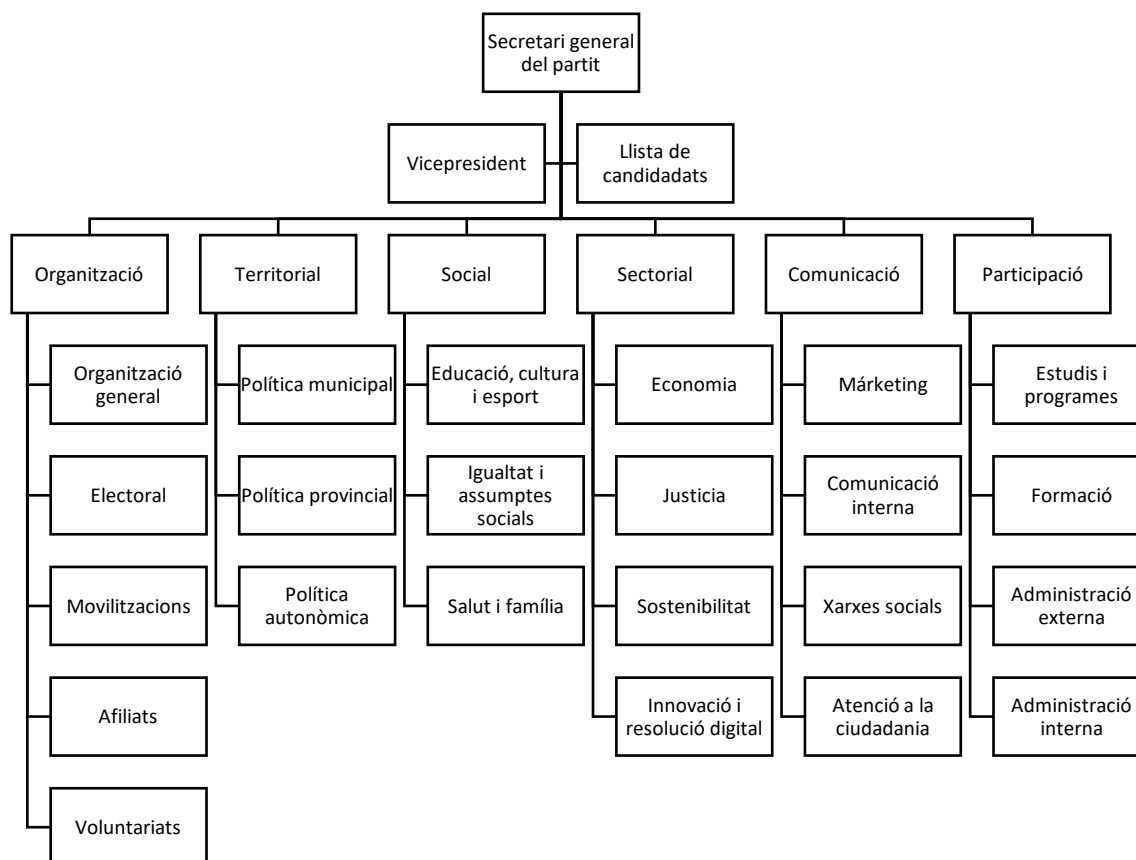 Secretari general
del partit
Vicepresident
Llista de
candidadats
Organització
Territorial
Social
Sectorial
Comunicació
Participació
Organització
general
Electoral
Movilitzacions
Afiliats
Voluntariats
Política municipal
Política provincial
Política
autonòmica
Educació, cultura
i esport
Igualtat i
assumptes
socials
Salut i família
Economia
Justicia
Sostenibilitat
Innovació i
resolució digital
Márketing
Comunicació
interna
Xarxes socials
Atenció a la
ciudadania
Estudis i
programes
Formació
Administració
externa
Administració
interna